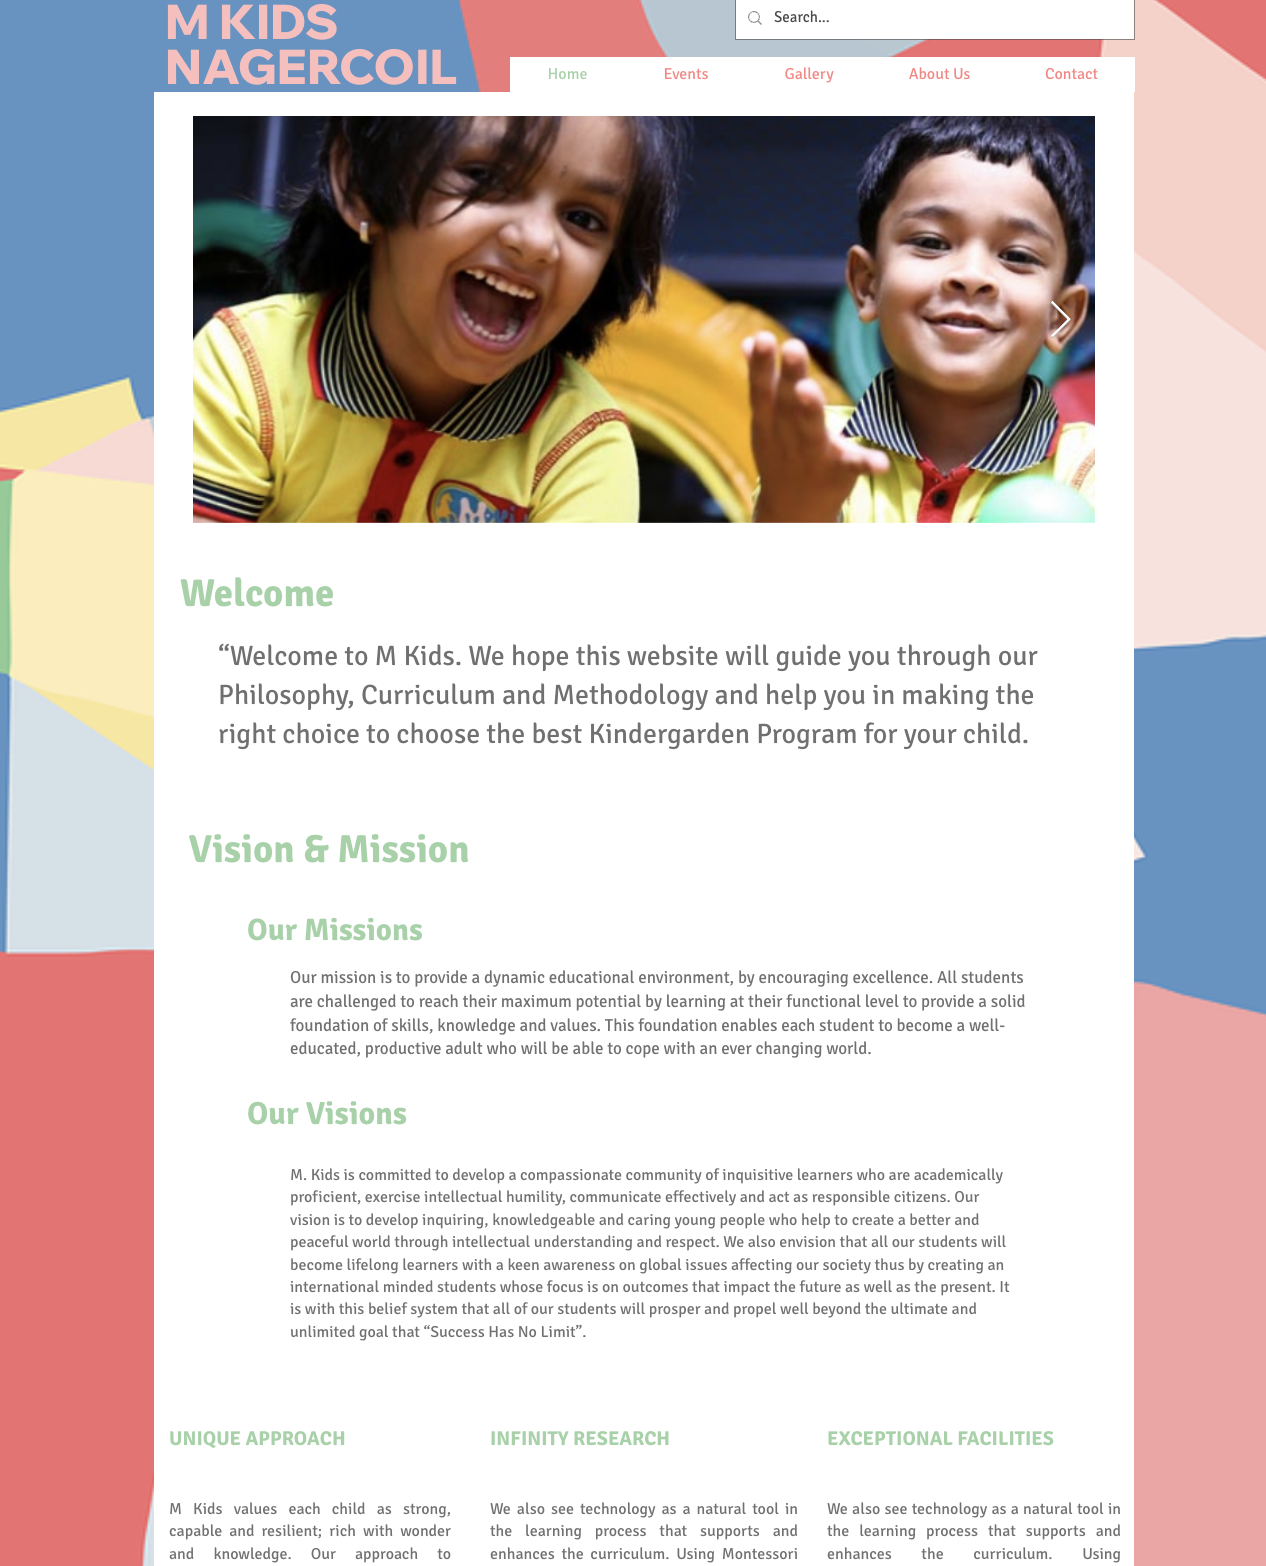 M KIDS
NAGERCOIL
Search...
Home
Events
Gallery
About Us
Contact
Welcome
“Welcome to M Kids. We hope this website will guide you through our
Philosophy, Curriculum and Methodology and help you in making the
right choice to choose the best Kindergarden Program for your child.
Vision & Mission
Our Missions
Our mission is to provide a dynamic educational environment, by encouraging excellence. All students
are challenged to reach their maximum potential by learning at their functional level to provide a solid
foundation of skills, knowledge and values. This foundation enables each student to become a well-
educated, productive adult who will be able to cope with an ever changing world.
Our Visions
M. Kids is committed to develop a compassionate community of inquisitive learners who are academically
proficient, exercise intellectual humility, communicate effectively and act as responsible citizens. Our
vision is to develop inquiring, knowledgeable and caring young people who help to create a better and
peaceful world through intellectual understanding and respect. We also envision that all our students will
become lifelong learners with a keen awareness on global issues affecting our society thus by creating an
international minded students whose focus is on outcomes that impact the future as well as the present. It
is with this belief system that all of our students will prosper and propel well beyond the ultimate and
unlimited goal that “Success Has No Limit”.
UNIQUE APPROACH
M Kids values each child as strong,
capable and resilient; rich with wonder
and knowledge. Our approach to
INFINITY RESEARCH
We also see technology as a natural tool in
the learning process that supports and
enhances the curriculum. Using Montessori
EXCEPTIONAL FACILITIES
We also see technology as a natural tool in
the learning process that supports and
enhances the curriculum. Using